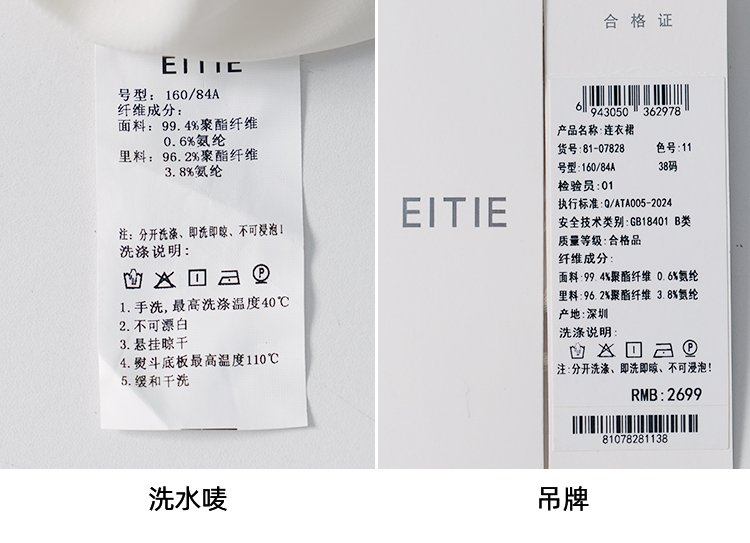 EITIE
号型: 160/84A
纤维成分:
面料: 99.4%聚酯纤维
0.6%氨纶
里料: 96.2%聚酯纤维
3.8%氨纶
注: 分开洗涤、即洗即晾、不可浸泡!
洗涤说明:
1.手洗,最高洗涤温度40℃
2.不可漂白
3.悬挂晾干
4.熨斗底板最高温度110℃
5.缓和干洗
洗水唛
EITIE
合格证
6 943050 362978
产品名称:连衣裙
货号:81-07828 色号:11
号型:160/84A 38码
检验员:01
执行标准:Q/ATA005-2024
安全技术类别:GB18401 B类
质量等级:合格品
纤维成分:
面料:99.4%聚酯纤维 0.6%氨纶
里料:96.2%聚酯纤维 3.8%氨纶
产地:深圳
洗涤说明:
注:分开洗涤、即洗即晾、不可浸泡!
RMB:2699
81078281138
吊牌